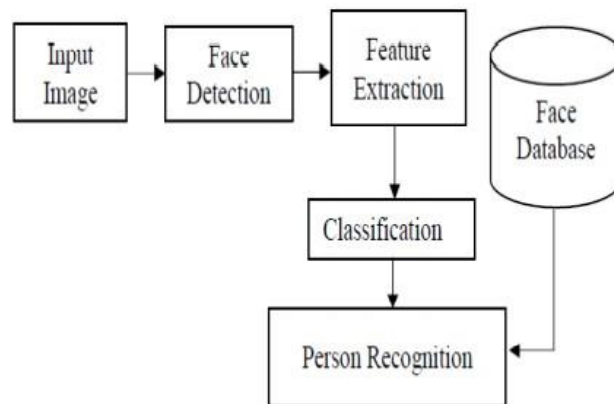 Input
Image
Face
Detection
Feature
Extraction
Face
Database
Classification
Person Recognition